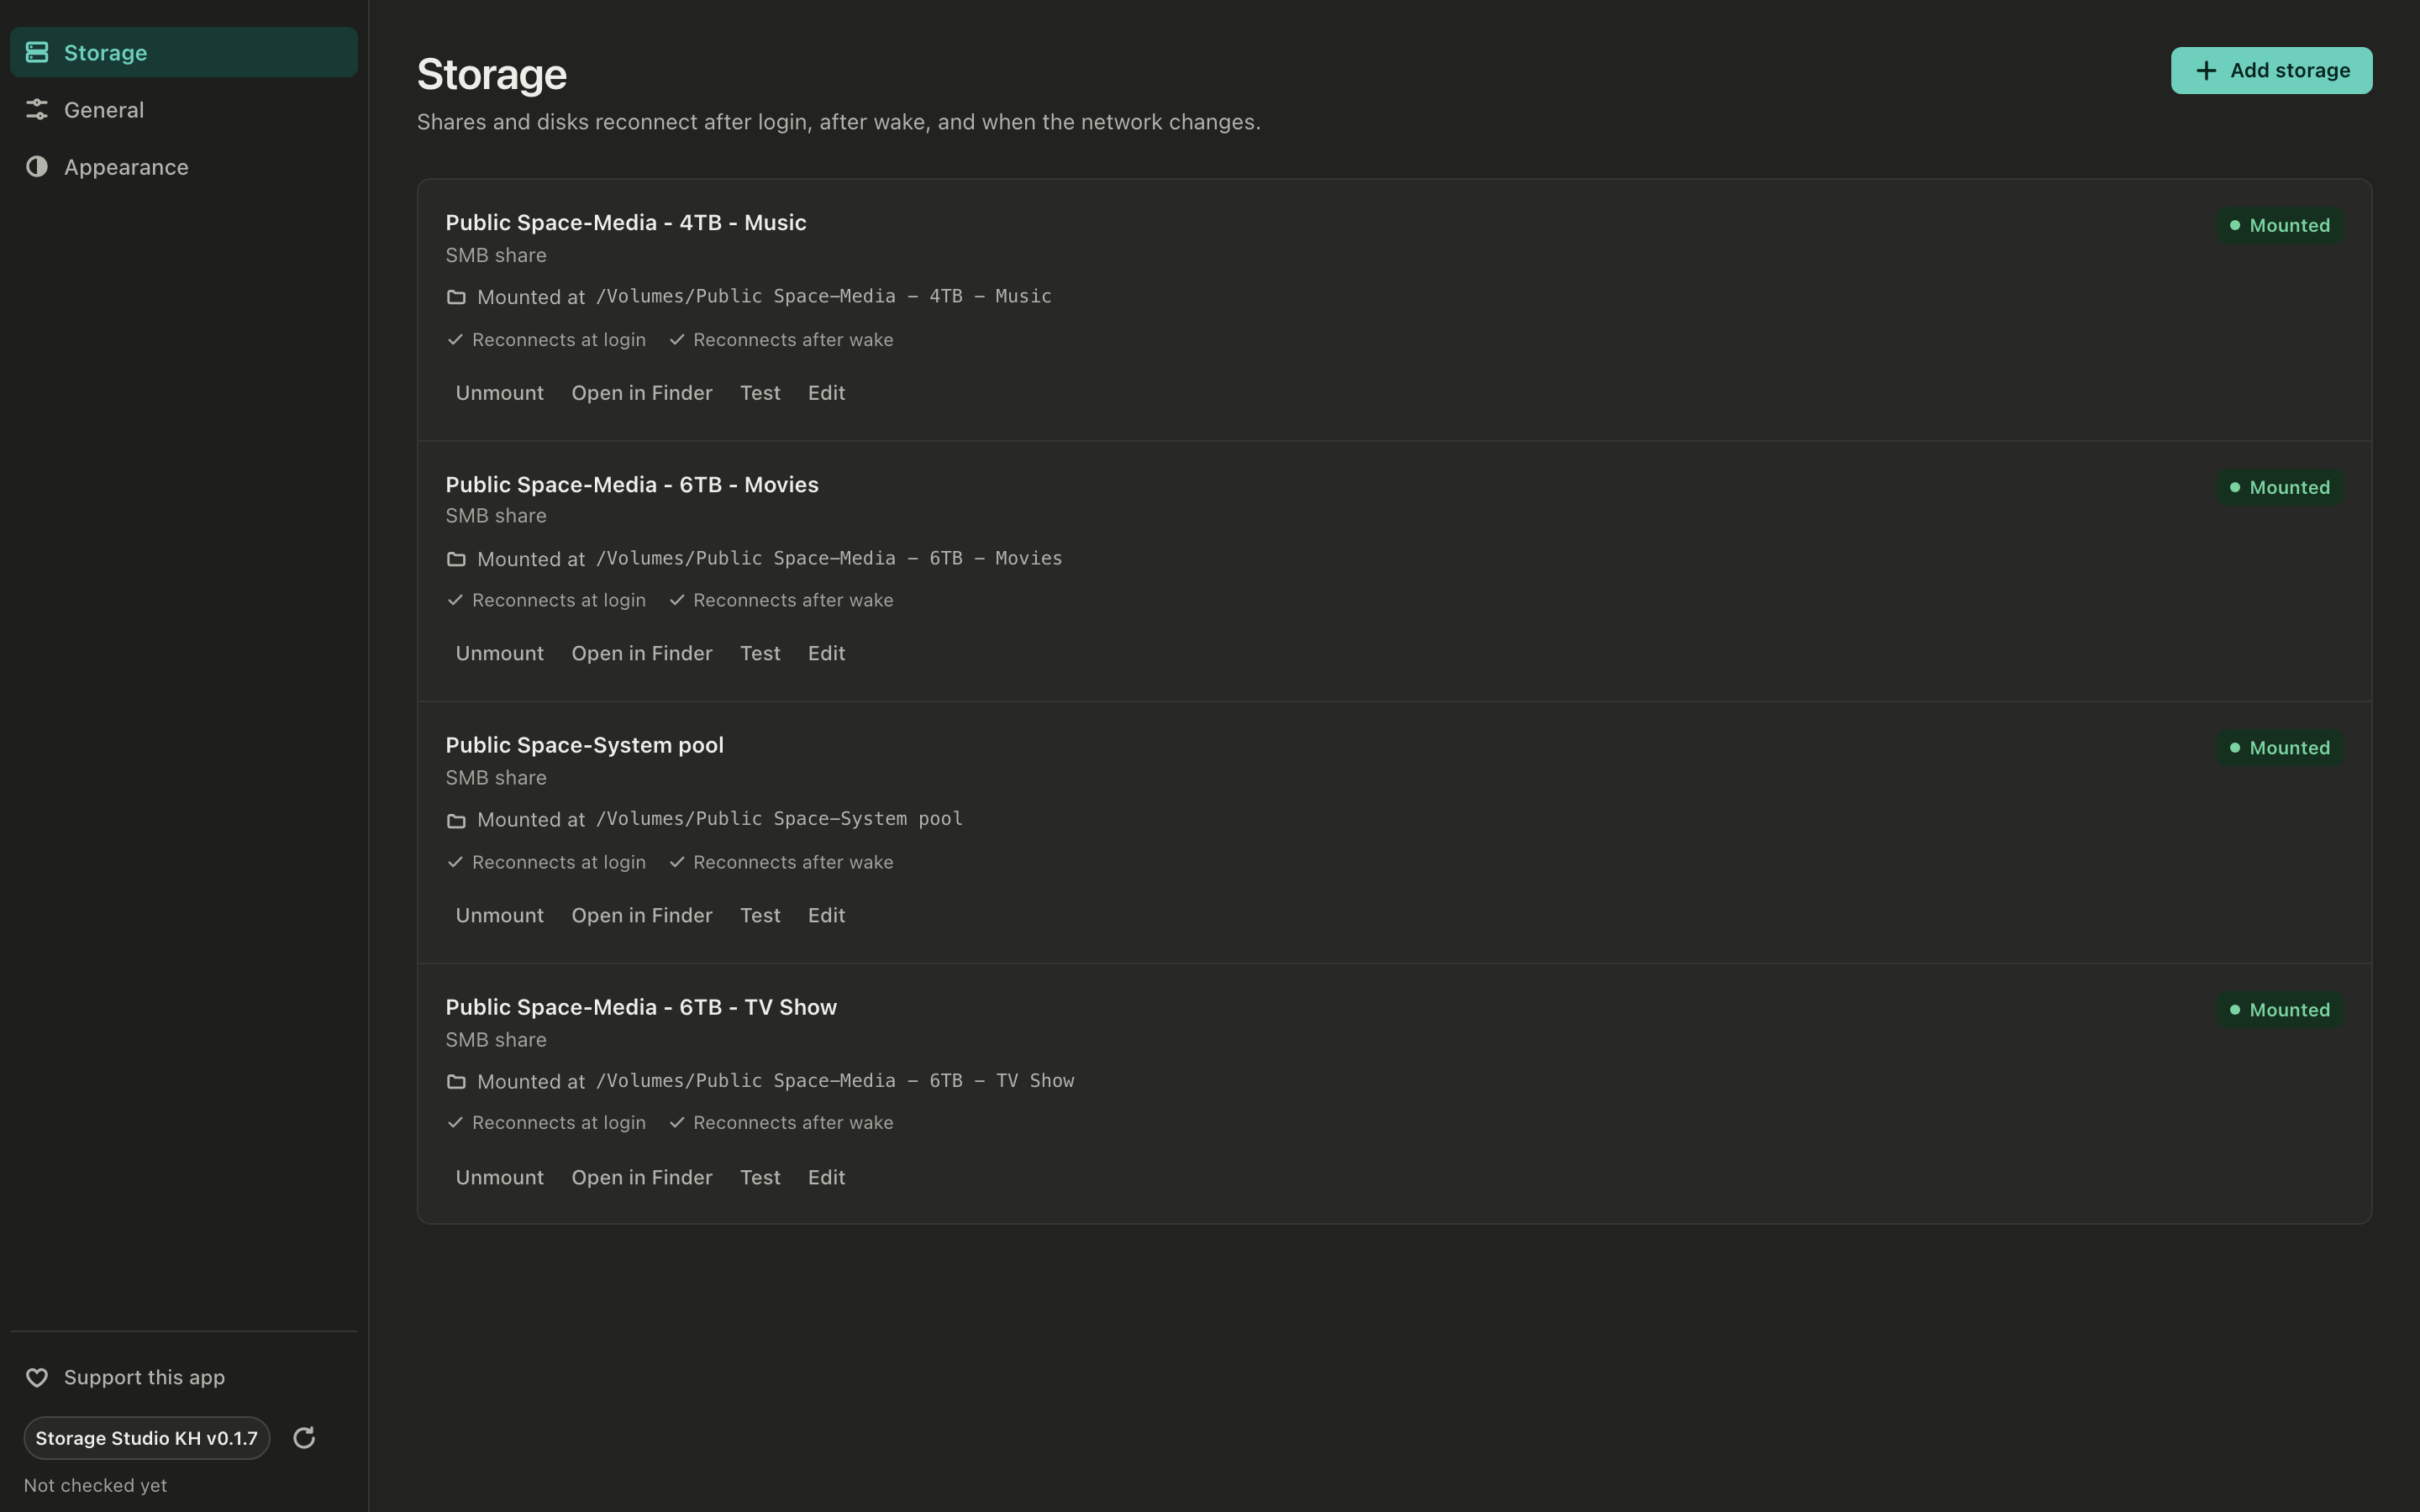 Storage
General
Appearance
Storage
Add storage
Shares and disks reconnect after login, after wake, and when the network changes.
Public Space-Media - 4TB - Music
Mounted
SMB share
Mounted at /Volumes/Public Space-Media - 4TB - Music
Reconnects at login Reconnects after wake
Unmount Open in Finder Test Edit
Public Space-Media - 6TB - Movies
Mounted
SMB share
Mounted at /Volumes/Public Space-Media - 6TB - Movies
Reconnects at login Reconnects after wake
Unmount Open in Finder Test Edit
Public Space-System pool
Mounted
SMB share
Mounted at /Volumes/Public Space-System pool
Reconnects at login Reconnects after wake
Unmount Open in Finder Test Edit
Public Space-Media - 6TB - TV Show
Mounted
SMB share
Mounted at /Volumes/Public Space-Media - 6TB - TV Show
Reconnects at login Reconnects after wake
Unmount Open in Finder Test Edit
Support this app
Storage Studio KH v0.1.7
Not checked yet